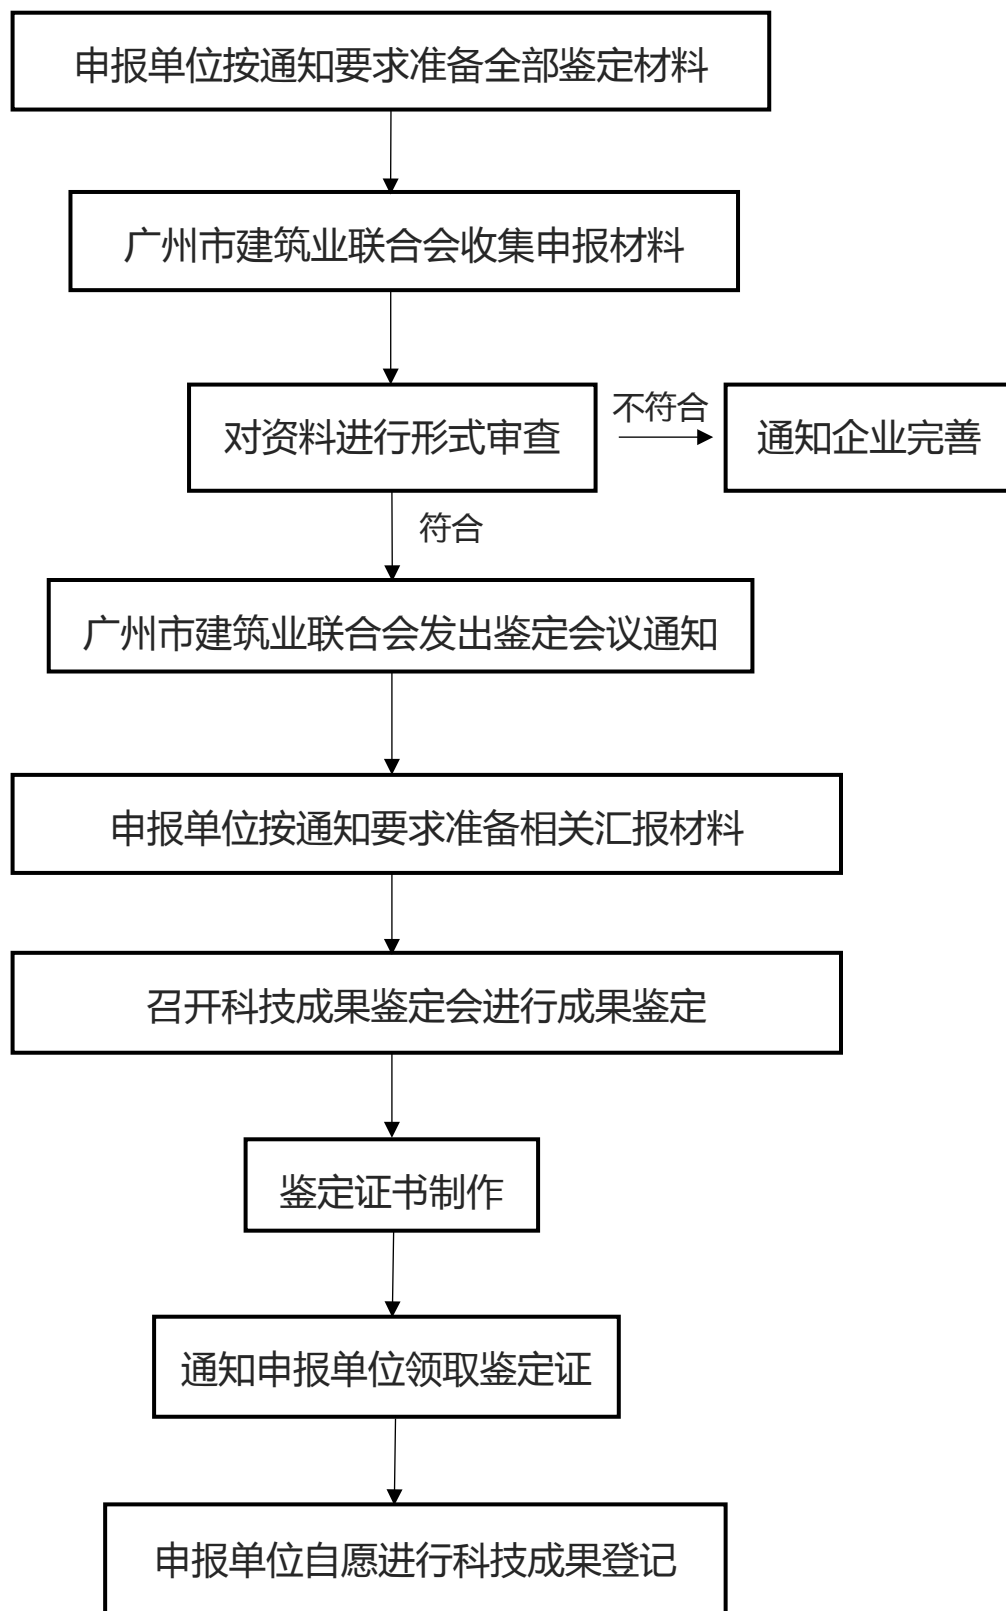 申报单位按通知要求准备全部鉴定材料
广州市建筑业联合会收集申报材料
对资料进行形式审查
不符合
通知企业完善
符合
广州市建筑业联合会发出鉴定会议通知
申报单位按通知要求准备相关汇报材料
召开科技成果鉴定会进行成果鉴定
鉴定证书制作
通知申报单位领取鉴定证
申报单位自愿进行科技成果登记